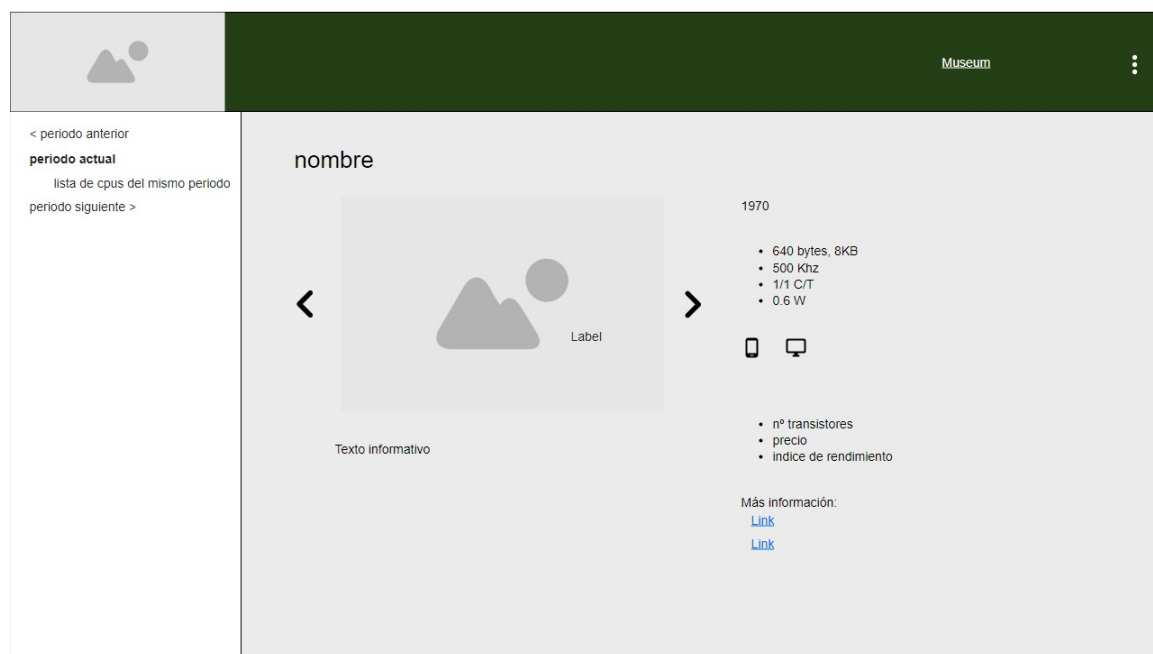 Museum
< periodo anterior
periodo actual
lista de cpus del mismo periodo
periodo siguiente >
nombre
Label
Texto informativo
1970
• 640 bytes, 8KB
• 500 Khz
• 1/1 C/T
• 0.6 W
• nº transistores
• precio
• indice de rendimiento
Más información:
Link
Link